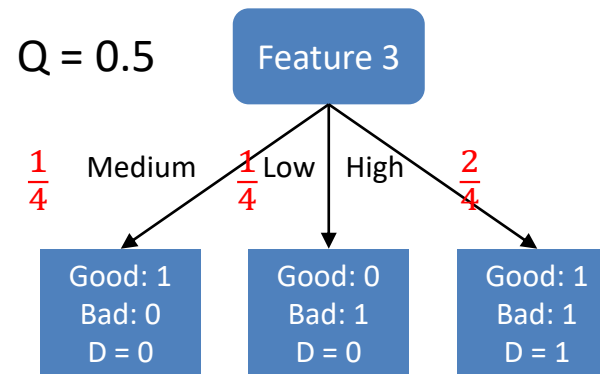 Q = 0.5
Feature 3
1/4
Medium
1/4
Low
High
2/4
Good: 1
Bad: 0
D = 0
Good: 0
Bad: 1
D = 0
Good: 1
Bad: 1
D = 1